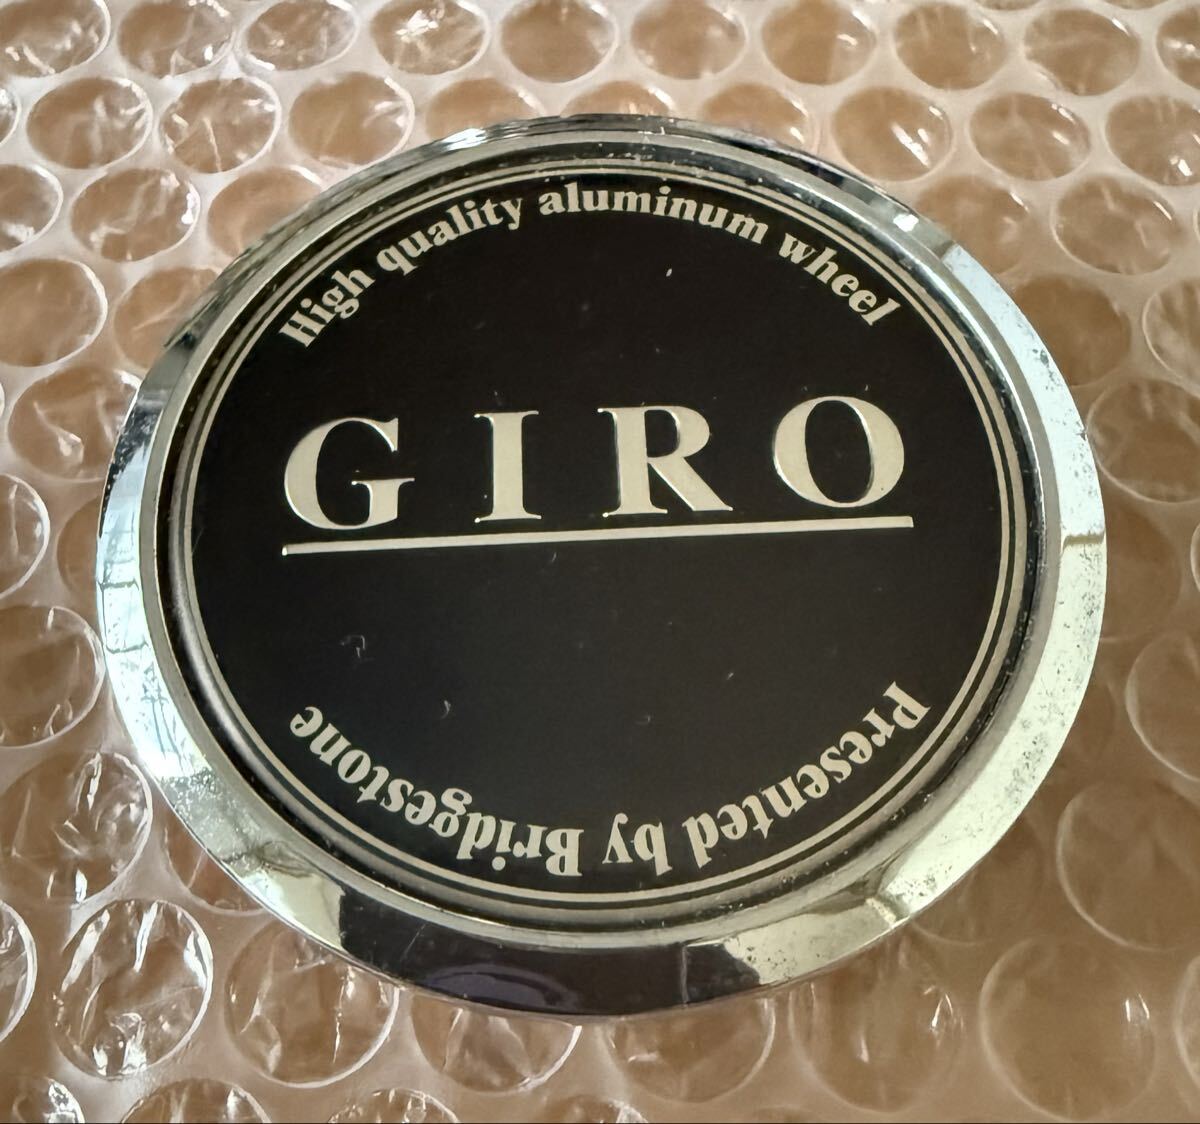 High quality aluminum wheel
GIRO
Presented by Bridgestone